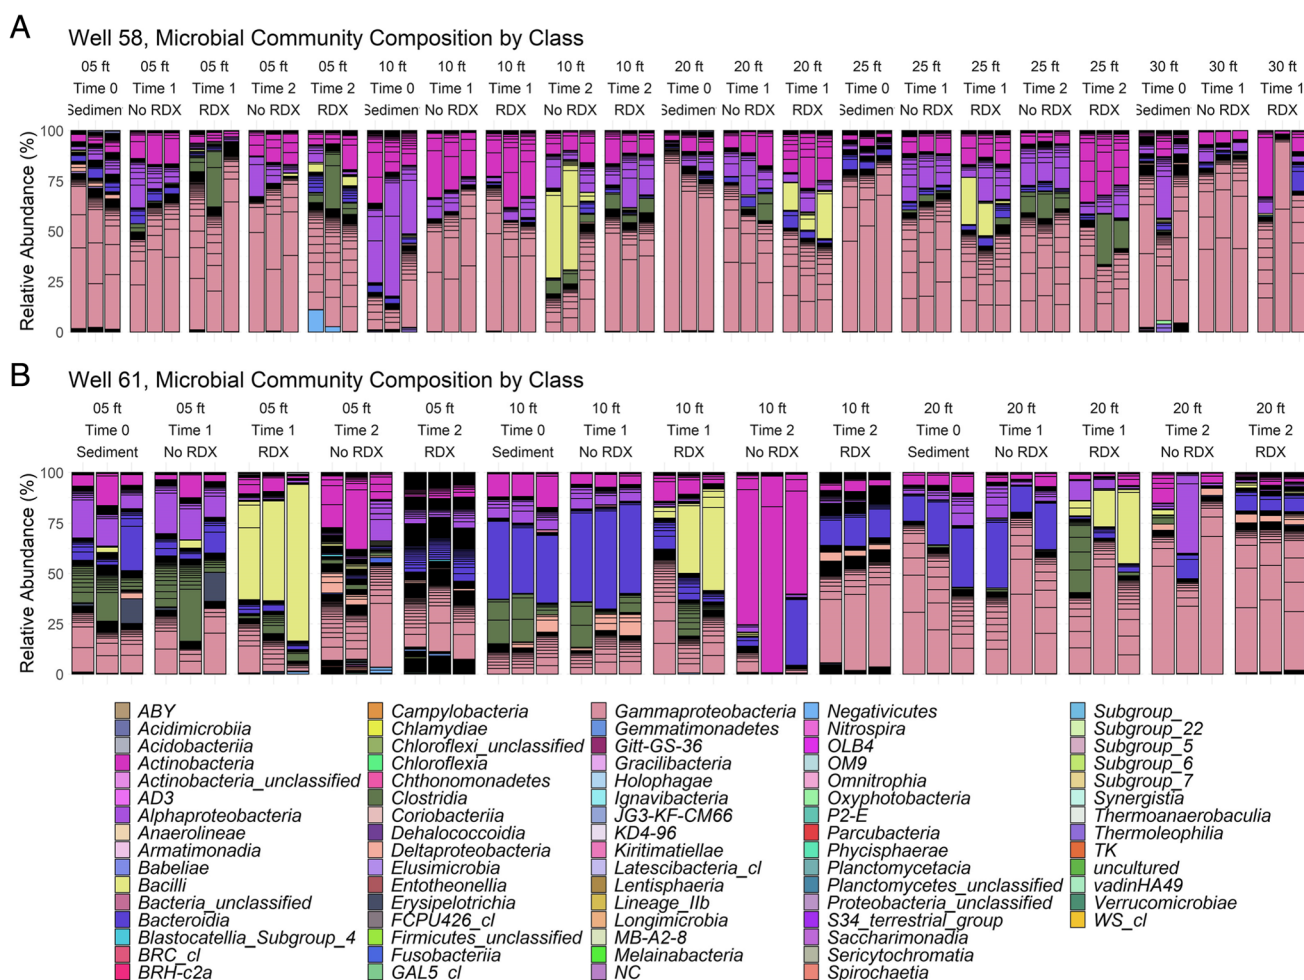 A
Well 58, Microbial Community Composition by Class
05 ft 05 ft 05 ft 05 ft 05 ft 10 ft 10 ft 10 ft 10 ft 10 ft 20 ft 20 ft 20 ft 25 ft 25 ft 25 ft 25 ft 25 ft 30 ft 30 ft 30 ft
Time 0 Time 1 Time 1 Time 2 Time 2 Time 0 Time 1 Time 1 Time 2 Time 2 Time 0 Time 1 Time 1 Time 0 Time 1 Time 1 Time 2 Time 2 Time 0 Time 1 Time 1
Sediment No RDX RDX No RDX RDX Sediment No RDX RDX No RDX RDX Sediment No RDX RDX Sediment No RDX RDX No RDX RDX Sediment No RDX RDX
Relative Abundance (%)
100
75
50
25
0
B
Well 61, Microbial Community Composition by Class
05 ft 05 ft 05 ft 05 ft 05 ft 10 ft 10 ft 10 ft 10 ft 10 ft 20 ft 20 ft 20 ft 20 ft 20 ft
Time 0 Time 1 Time 1 Time 2 Time 2 Time 0 Time 1 Time 1 Time 2 Time 2 Time 0 Time 1 Time 1 Time 2 Time 2
Sediment No RDX RDX No RDX RDX Sediment No RDX RDX No RDX RDX Sediment No RDX RDX No RDX RDX
Relative Abundance (%)
100
75
50
25
0
ABY
Acidimicrobiia
Acidobacteriia
Actinobacteria
Actinobacteria_unclassified
AD3
Alphaproteobacteria
Anaerolineae
Armatimonadia
Babeliae
Bacilli
Bacteria_unclassified
Bacteroidia
Blastocatellia_Subgroup_4
BRC_cl
BRH-c2a
Campylobacteria
Chlamydiae
Chloroflexi_unclassified
Chloroflexia
Chthonomonadetes
Clostridia
Coriobacteriia
Dehalococcoidia
Deltaproteobacteria
Elusimicrobia
Entotheonellia
Erysipelotrichia
FCPU426_cl
Firmicutes_unclassified
Fusobacteriia
GAL5_cl
Gammaproteobacteria
Gemmatimonadetes
Gitt-GS-36
Gracilibacteria
Holophagae
Ignavibacteria
JG3-KF-CM66
KD4-96
Kiritimatiellae
Latescibacteria_cl
Lentisphaeria
Lineage_IIb
Longimicrobia
MB-A2-8
Melainabacteria
NC
Negativicutes
Nitrospira
OLB4
OM9
Omnitrophia
Oxyphotobacteria
P2-E
Parcubacteria
Phycisphaerae
Planctomycetacia
Planctomycetes_unclassified
Proteobacteria_unclassified
S34_terrestrial_group
Saccharimonadia
Sericytochromatia
Spirochaetia
Subgroup_
Subgroup_22
Subgroup_5
Subgroup_6
Subgroup_7
Synergistia
Thermoanaerobaculia
Thermoleophilia
TK
uncultured
vadinHA49
Verrucomicrobiae
WS_cl